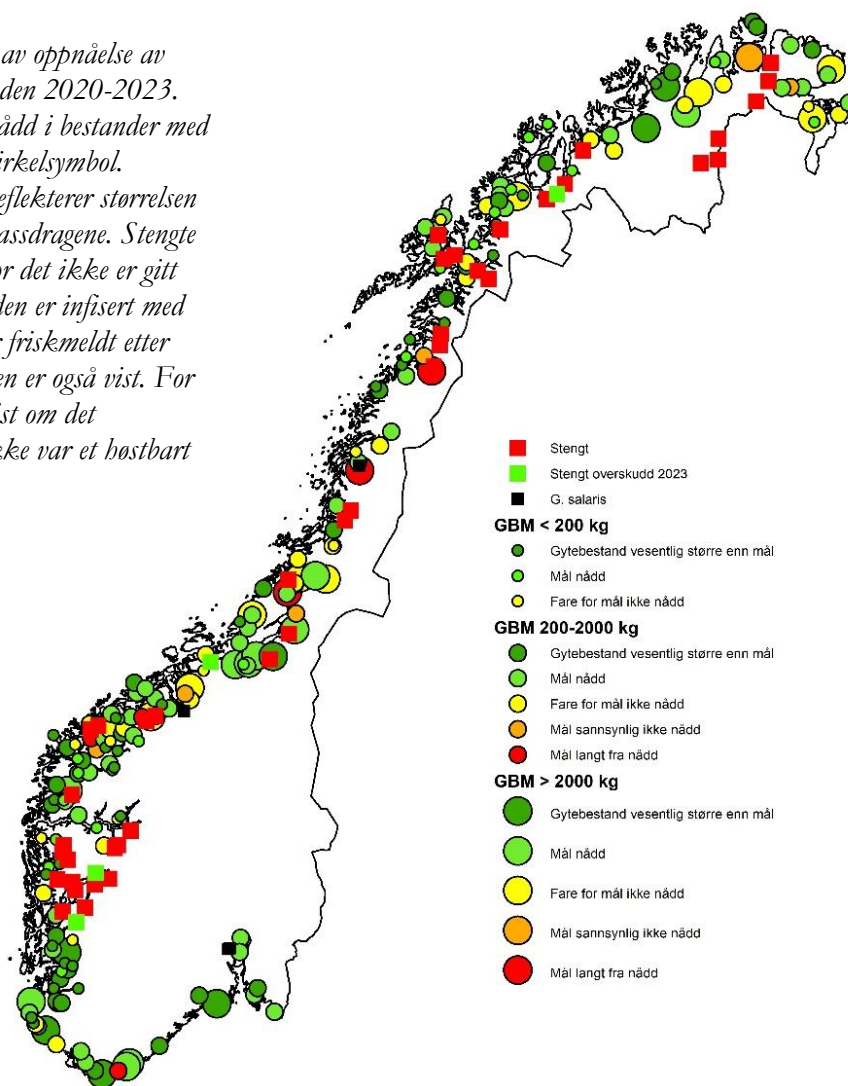 av oppnåelse av
den 2020-2023.
ådd i bestander med
irkelsymbol.
eflekterer størrelsen
assdragene. Stengte
or det ikke er gitt
den er infisert med
r friskmeldt etter
en er også vist. For
ist om det
kke var et høstbart
Stengt
Stengt overskudd 2023
G. salaris
GBM < 200 kg
Gytebestand vesentlig større enn mål
Mål nådd
Fare for mål ikke nådd
GBM 200-2000 kg
Gytebestand vesentlig større enn mål
Mål nådd
Fare for mål ikke nådd
Mål sannsynlig ikke nådd
Mål langt fra nådd
GBM > 2000 kg
Gytebestand vesentlig større enn mål
Mål nådd
Fare for mål ikke nådd
Mål sannsynlig ikke nådd
Mål langt fra nådd